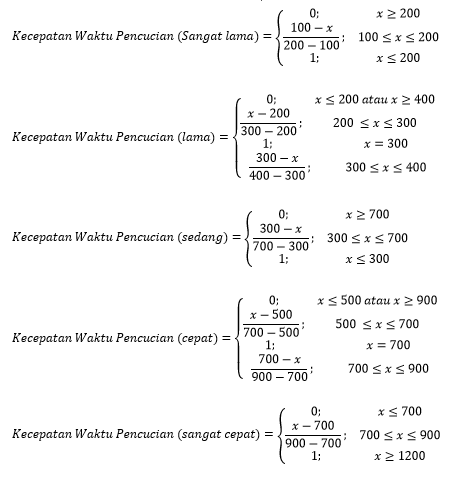 0; x ≥ 200
Kecepatan Waktu Pencucian (Sangat lama) = { (100 − x)/(200 − 100); 100 ≤ x ≤ 200
1; x ≤ 200
0; x ≤ 200 atau x ≥ 400
(x − 200)/(300 − 200); 200 ≤ x ≤ 300
Kecepatan Waktu Pencucian (lama) = { 1; x = 300
(300 − x)/(400 − 300); 300 ≤ x ≤ 400
0; x ≥ 700
Kecepatan Waktu Pencucian (sedang) = { (300 − x)/(700 − 300); 300 ≤ x ≤ 700
1; x ≤ 300
0; x ≤ 500 atau x ≥ 900
(x − 500)/(700 − 500); 500 ≤ x ≤ 700
Kecepatan Waktu Pencucian (cepat) = { 1; x = 700
(700 − x)/(900 − 700); 700 ≤ x ≤ 900
0; x ≤ 700
Kecepatan Waktu Pencucian (sangat cepat) = { (x − 700)/(900 − 700); 700 ≤ x ≤ 900
1; x ≥ 1200